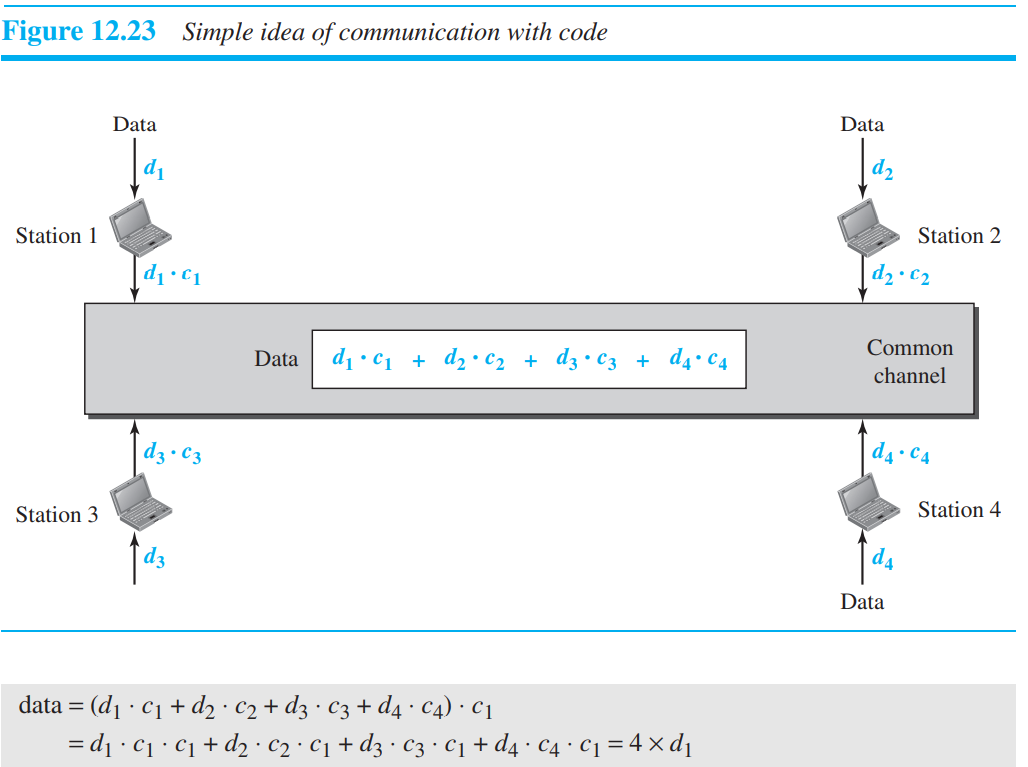 Figure 12.23 Simple idea of communication with code
Data Data
d₁ d₂
Station 1 Station 2
d₁ · c₁ d₂ · c₂
Data d₁ · c₁ + d₂ · c₂ + d₃ · c₃ + d₄ · c₄ Common
channel
d₃ · c₃ d₄ · c₄
Station 3 Station 4
d₃ d₄
Data
data = (d₁ · c₁ + d₂ · c₂ + d₃ · c₃ + d₄ · c₄) · c₁
= d₁ · c₁ · c₁ + d₂ · c₂ · c₁ + d₃ · c₃ · c₁ + d₄ · c₄ · c₁ = 4 × d₁